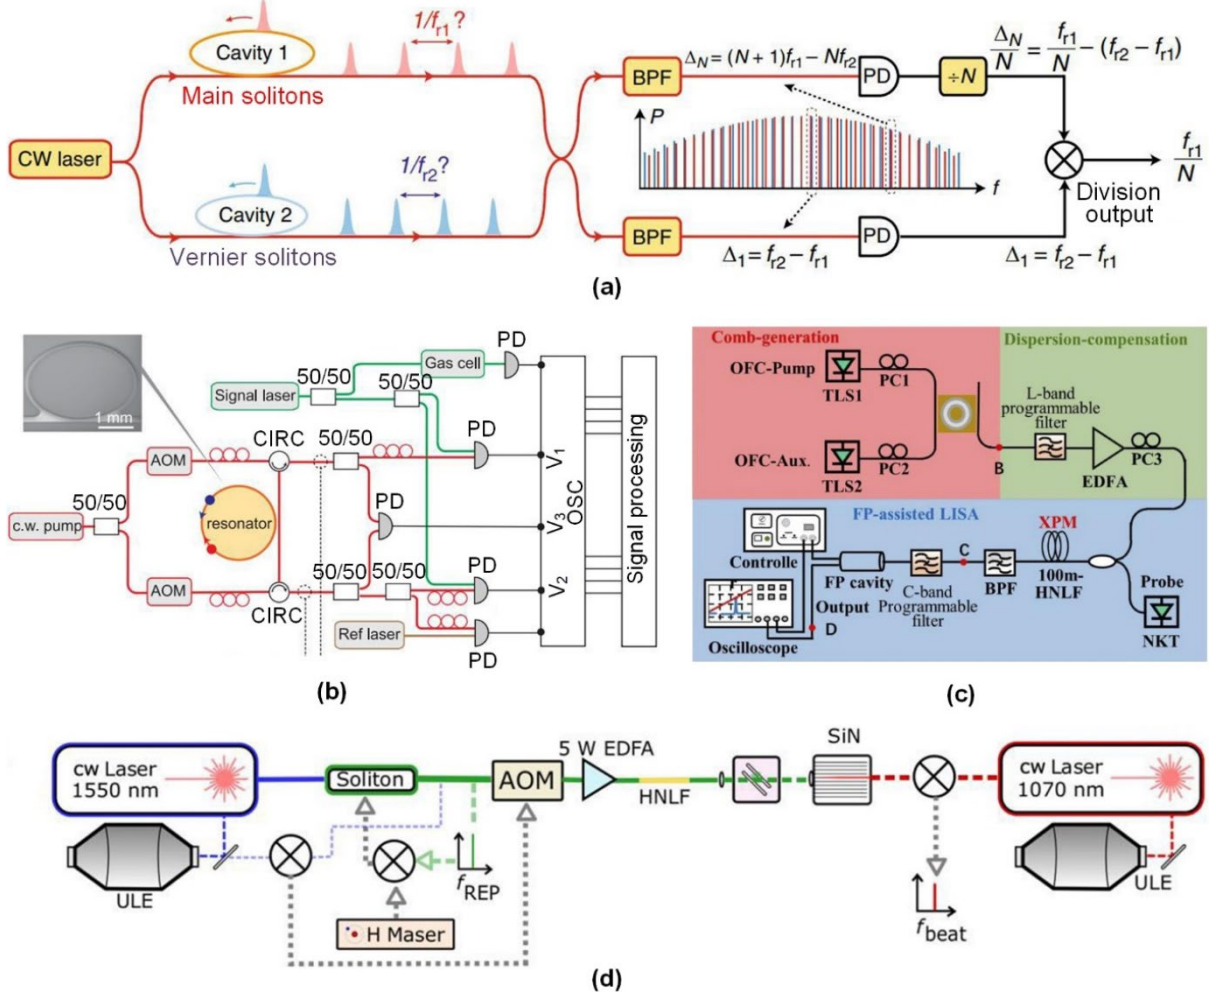 1/fr1 ?
Cavity 1
Main solitons
CW laser
1/fr2?
Cavity 2
Vernier solitons
BPF
ΔN = (N + 1)fr1 − Nfr2
PD
÷N
ΔN/N = fr1/N − (fr2 − fr1)
P
f
fr1/N
Division
output
BPF
Δ1 = fr2 − fr1
PD
Δ1 = fr2 − fr1
(a)
1 mm
PD
Gas cell
50/50
Signal laser
50/50
PD
CIRC
50/50
AOM
V1
50/50
PD
c.w. pump
resonator
V3
OSC
Signal processing
50/50
50/50
PD
AOM
V2
CIRC
Ref laser
PD
(b)
Comb-generation
Dispersion-compensation
OFC-Pump
TLS1
PC1
L-band
programmable
filter
OFC-Aux.
TLS2
PC2
B
EDFA
PC3
FP-assisted LISA
XPM
Controlle
C
FP cavity
BPF
100m-
HNLF
Probe
Output
C-band
Programmable
filter
D
NKT
Oscilloscope
(c)
cw Laser
1550 nm
Soliton
AOM
5 W EDFA
HNLF
SiN
cw Laser
1070 nm
ULE
fREP
H Maser
ULE
fbeat
(d)